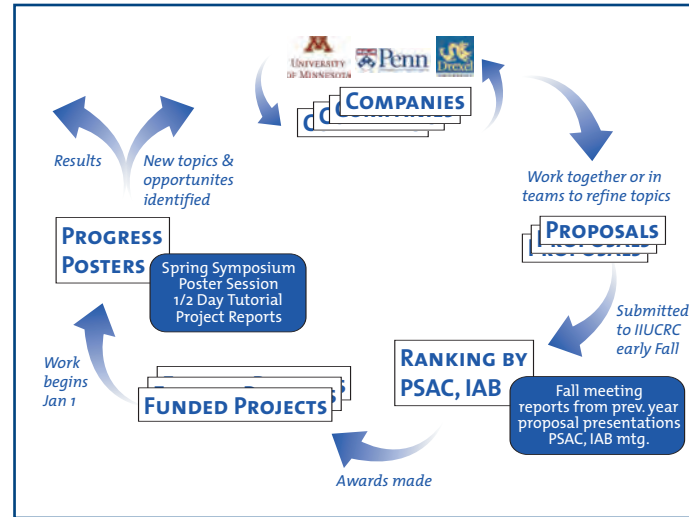 UNIVERSITY
OF MINNESOTA
Penn
Drexel
COMPANIES
Results
New topics &
opportunites
identified
Work together or in
teams to refine topics
PROPOSALS
PROGRESS
POSTERS
Spring Symposium
Poster Session
1/2 Day Tutorial
Project Reports
Submitted
to IIUCRC
early Fall
RANKING BY
PSAC, IAB
Fall meeting
reports from prev. year
proposal presentations
PSAC, IAB mtg.
Work
begins
Jan 1
FUNDED PROJECTS
Awards made